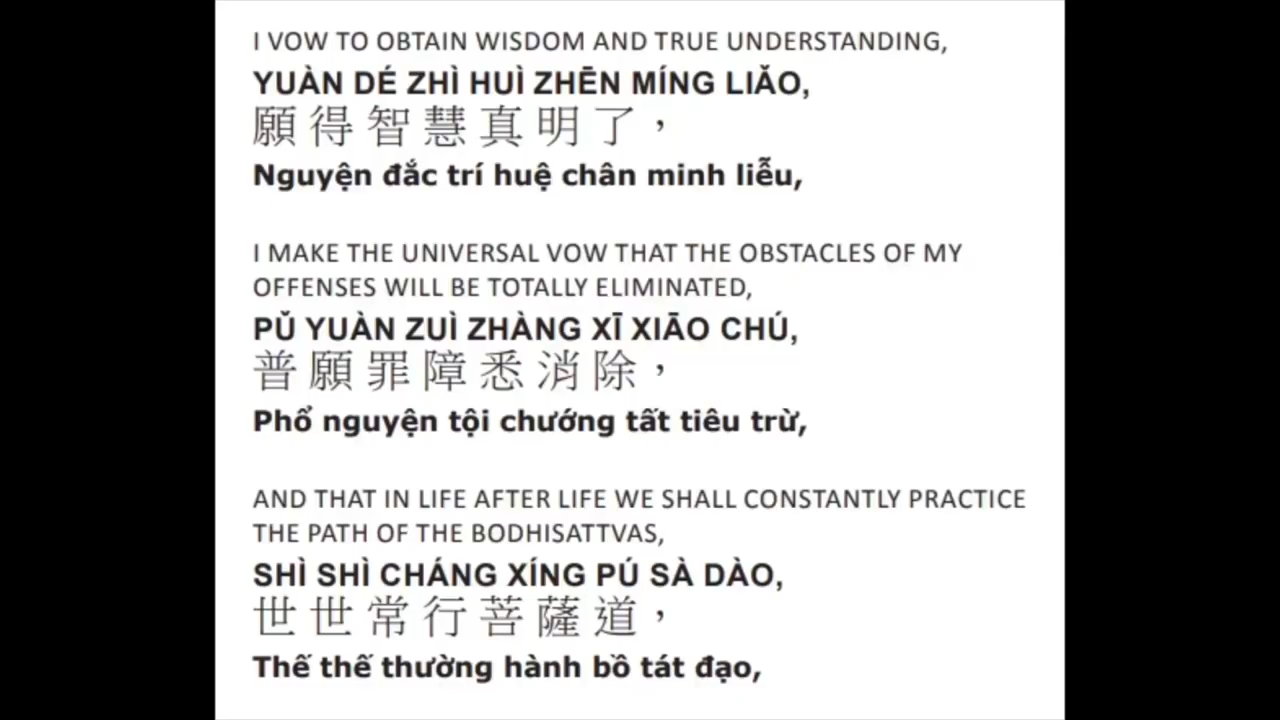 I VOW TO OBTAIN WISDOM AND TRUE UNDERSTANDING,
YUÀN DÉ ZHÌ HUÌ ZHĒN MÍNG LIǍO,
願得智慧真明了，
Nguyện đắc trí huệ chân minh liễu,
I MAKE THE UNIVERSAL VOW THAT THE OBSTACLES OF MY
OFFENSES WILL BE TOTALLY ELIMINATED,
PǓ YUÀN ZUÌ ZHÀNG XĪ XIĀO CHÚ,
普願罪障悉消除，
Phổ nguyện tội chướng tất tiêu trừ,
AND THAT IN LIFE AFTER LIFE WE SHALL CONSTANTLY PRACTICE
THE PATH OF THE BODHISATTVAS,
SHÌ SHÌ CHÁNG XÍNG PÚ SÀ DÀO,
世世常行菩薩道，
Thế thế thường hành bồ tát đạo,